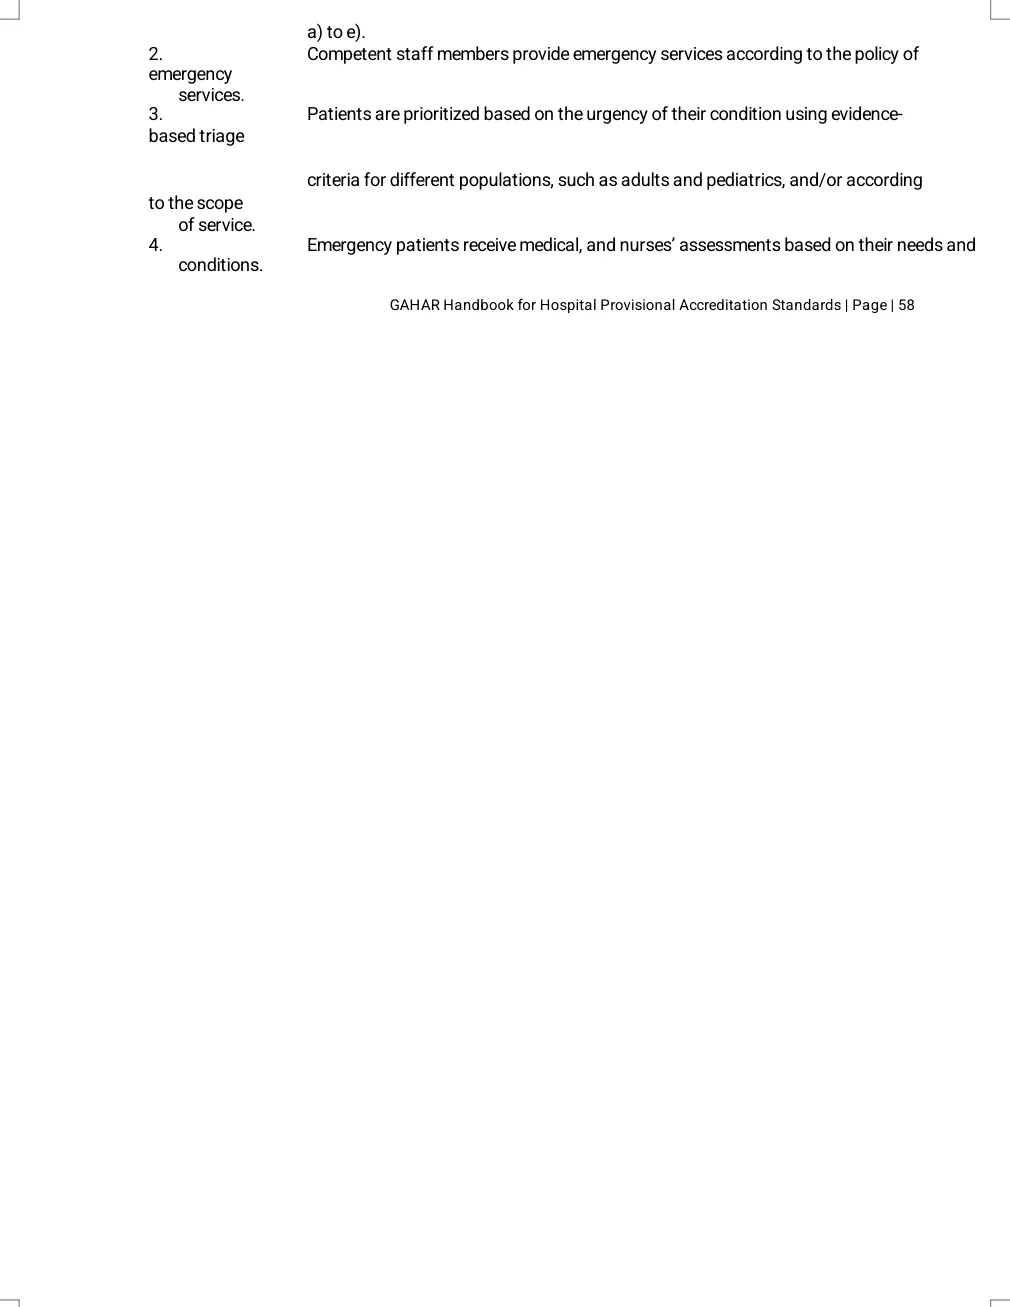 a) to e).
2. Competent staff members provide emergency services according to the policy of
emergency
services.
3. Patients are prioritized based on the urgency of their condition using evidence-
based triage
criteria for different populations, such as adults and pediatrics, and/or according
to the scope
of service.
4. Emergency patients receive medical, and nurses’ assessments based on their needs and
conditions.
GAHAR Handbook for Hospital Provisional Accreditation Standards | Page | 58